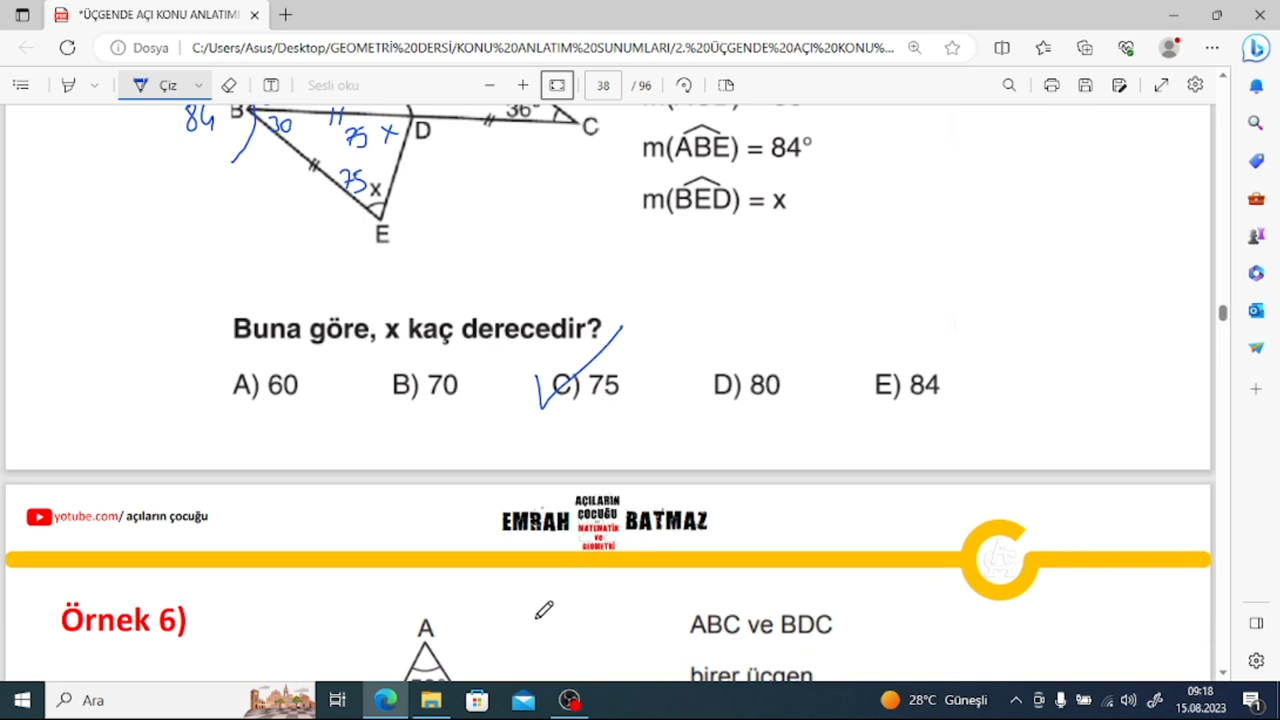 *ÜÇGENDE AÇI KONU ANLATIMI
Dosya
C:/Users/Asus/Desktop/GEOMETRİ%20DERSİ/KONU%20ANLATIM%20SUNUMLARI/2.%20ÜÇGENDE%20AÇI%20KONU%...
Çiz
Sesli oku
38 / 96
84 B 30 75 x D 36° C
75 x
E
m(ABE) = 84°
m(BED) = x
Buna göre, x kaç derecedir?
A) 60 B) 70 C) 75 D) 80 E) 84
yotube.com/ açıların çocuğu
EMRAH AÇILARIN ÇOCUĞU MATEMATİK VE GEOMETRİ BATMAZ
Örnek 6)
A
ABC ve BDC
birer üçgen
Ara
28°C Güneşli
09:18
15.08.2023